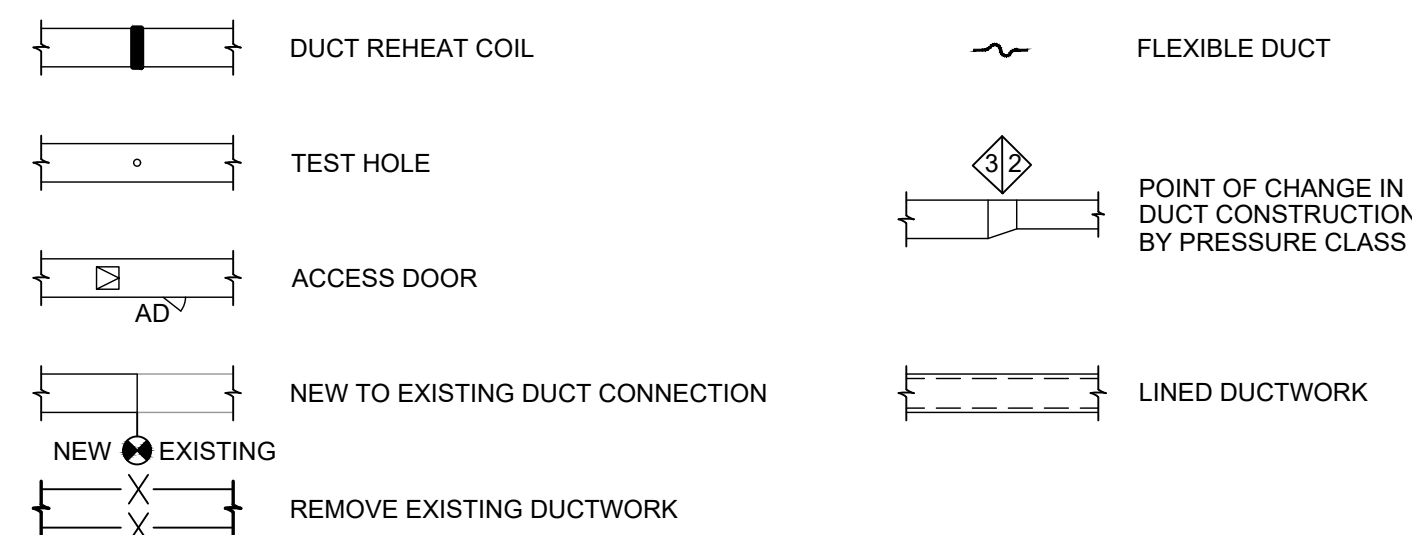 DUCT REHEAT COIL
TEST HOLE
ACCESS DOOR
AD
NEW TO EXISTING DUCT CONNECTION
NEW EXISTING
REMOVE EXISTING DUCTWORK
FLEXIBLE DUCT
3 2
POINT OF CHANGE IN
DUCT CONSTRUCTION
BY PRESSURE CLASS
LINED DUCTWORK